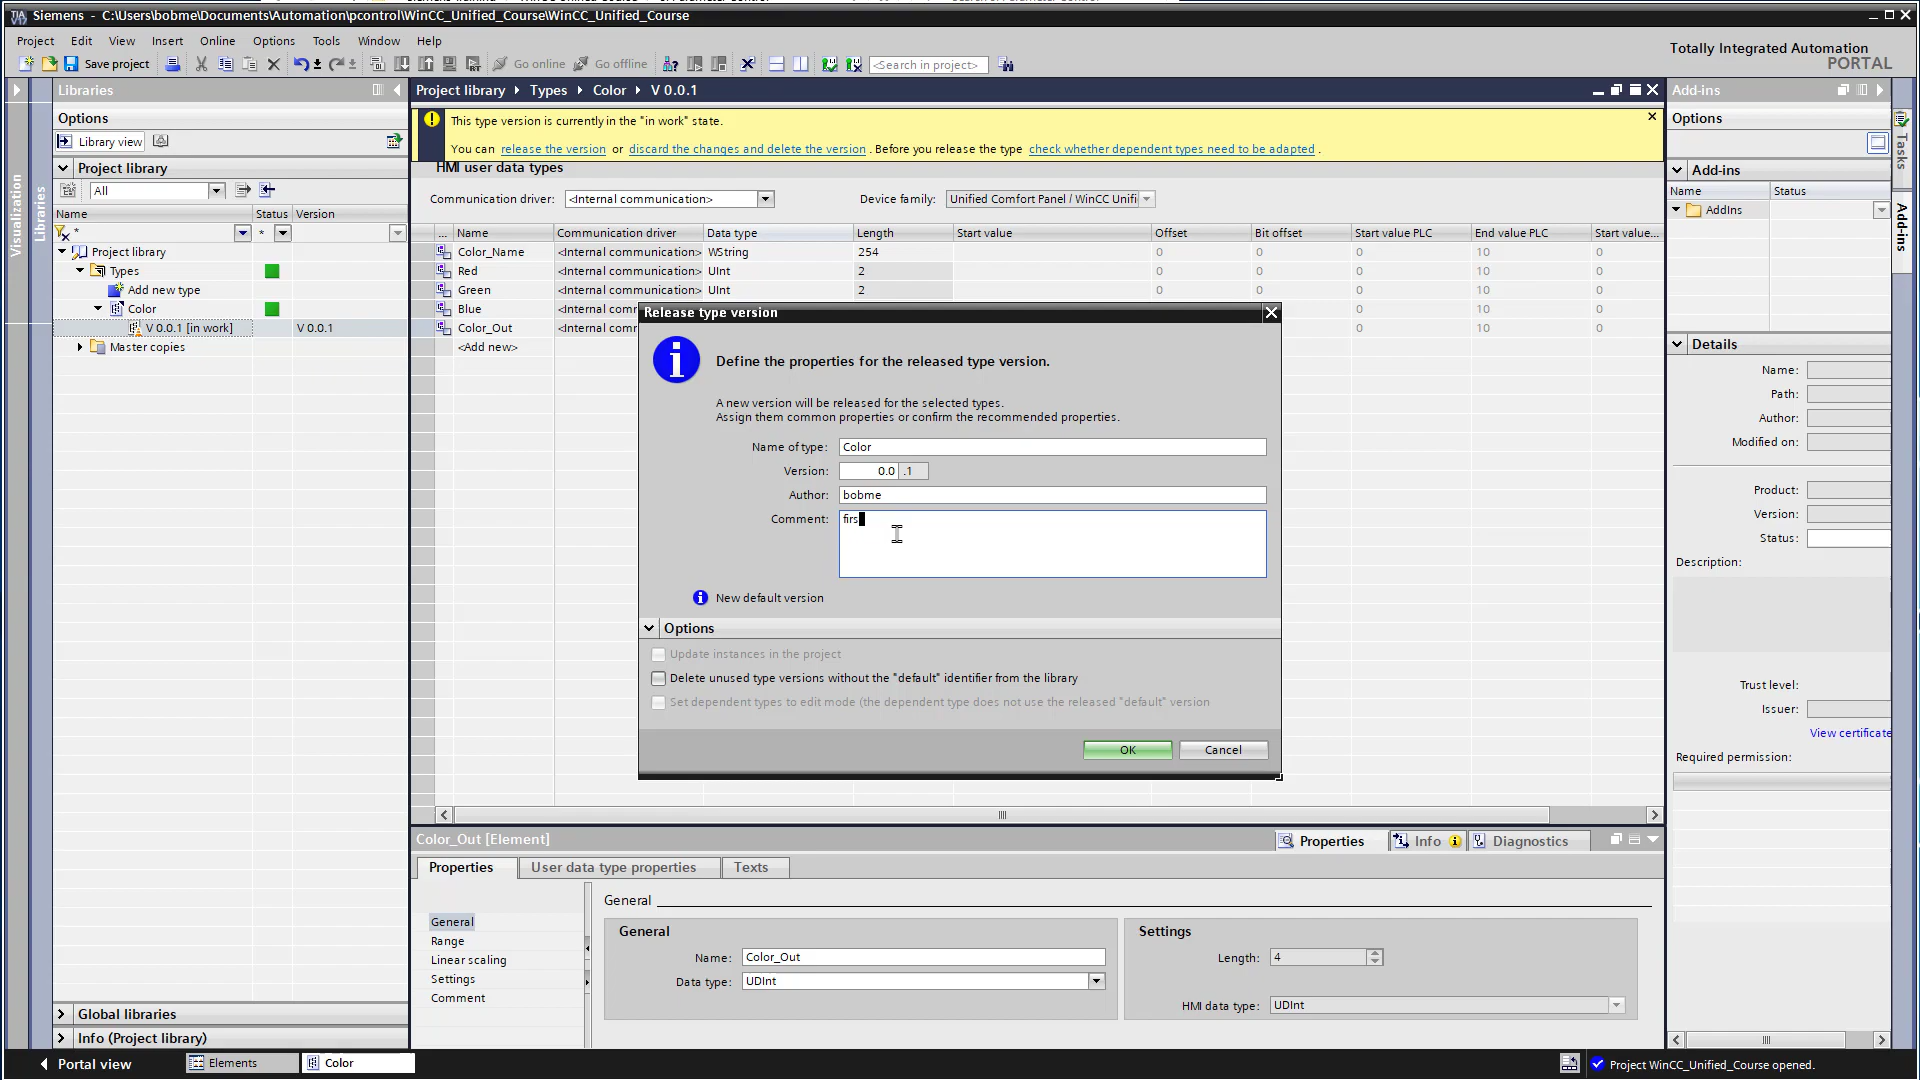 Siemens - C:\Users\bobme\Documents\Automation\pcontrol\WinCC_Unified_Course\WinCC_Unified_Course
Project Edit View Insert Online Options Tools Window Help
Totally Integrated Automation
PORTAL
Save project Go online Go offline <Search in project>
Libraries
Options
Library view
Project library
All
Name Status Version
* *
Project library
Types
Add new type
Color
V 0.0.1 [in work] V 0.0.1
Master copies
Global libraries
Info (Project library)
Visualization
Libraries
Project library Types Color V 0.0.1
This type version is currently in the "in work" state.
You can release the version or discard the changes and delete the version . Before you release the type check whether dependent types need to be adapted .
HMI user data types
Communication driver: <Internal communication> Device family: Unified Comfort Panel / WinCC Unifi
... Name Communication driver Data type Length Start value Offset Bit offset Start value PLC End value PLC Start value...
Color_Name <Internal communication> WString 254 0 0 0 10 0
Red <Internal communication> UInt 2 0 0 0 10 0
Green <Internal communication> UInt 2 0 0 0 10 0
Blue <Internal comm 0 10 0
Color_Out <Internal comm 0 10 0
<Add new>
Release type version
Define the properties for the released type version.
A new version will be released for the selected types.
Assign them common properties or confirm the recommended properties.
Name of type: Color
Version: 0.0 .1
Author: bobme
Comment: firs
New default version
Options
Update instances in the project
Delete unused type versions without the "default" identifier from the library
Set dependent types to edit mode (the dependent type does not use the released "default" version
OK Cancel
Color_Out [Element]
Properties Info Diagnostics
Properties User data type properties Texts
General
Range
Linear scaling
Settings
Comment
General
General
Name: Color_Out
Data type: UDInt
Settings
Length: 4
HMI data type: UDInt
Add-ins
Options
Add-ins
Name Status
AddIns
Details
Name:
Path:
Author:
Modified on:
Product:
Version:
Status:
Description:
Trust level:
Issuer:
View certificate
Required permission:
Tasks
Add-ins
Portal view Elements Color Project WinCC_Unified_Course opened.